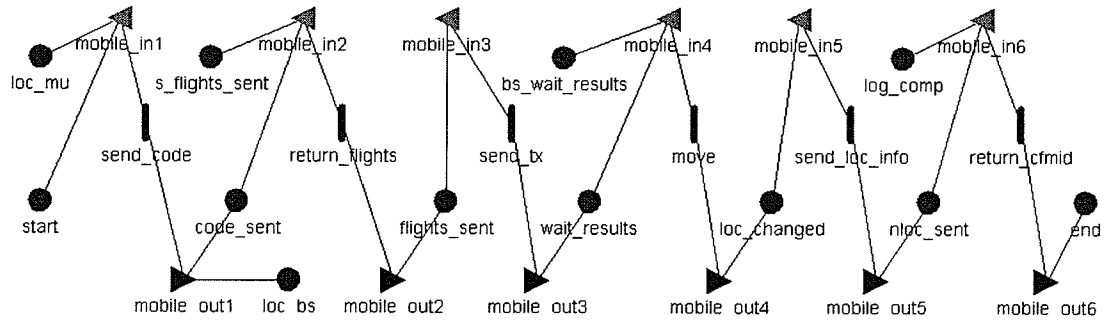 mobile_in1
mobile_in2
mobile_in3
mobile_in4
mobile_in5
mobile_in6
loc_mu
s_flights_sent
bs_wait_results
log_comp
send_code
return_flights
send_tx
move
send_loc_info
return_cfmid
start
code_sent
flights_sent
wait_results
loc_changed
nloc_sent
end
mobile_out1
loc_bs
mobile_out2
mobile_out3
mobile_out4
mobile_out5
mobile_out6